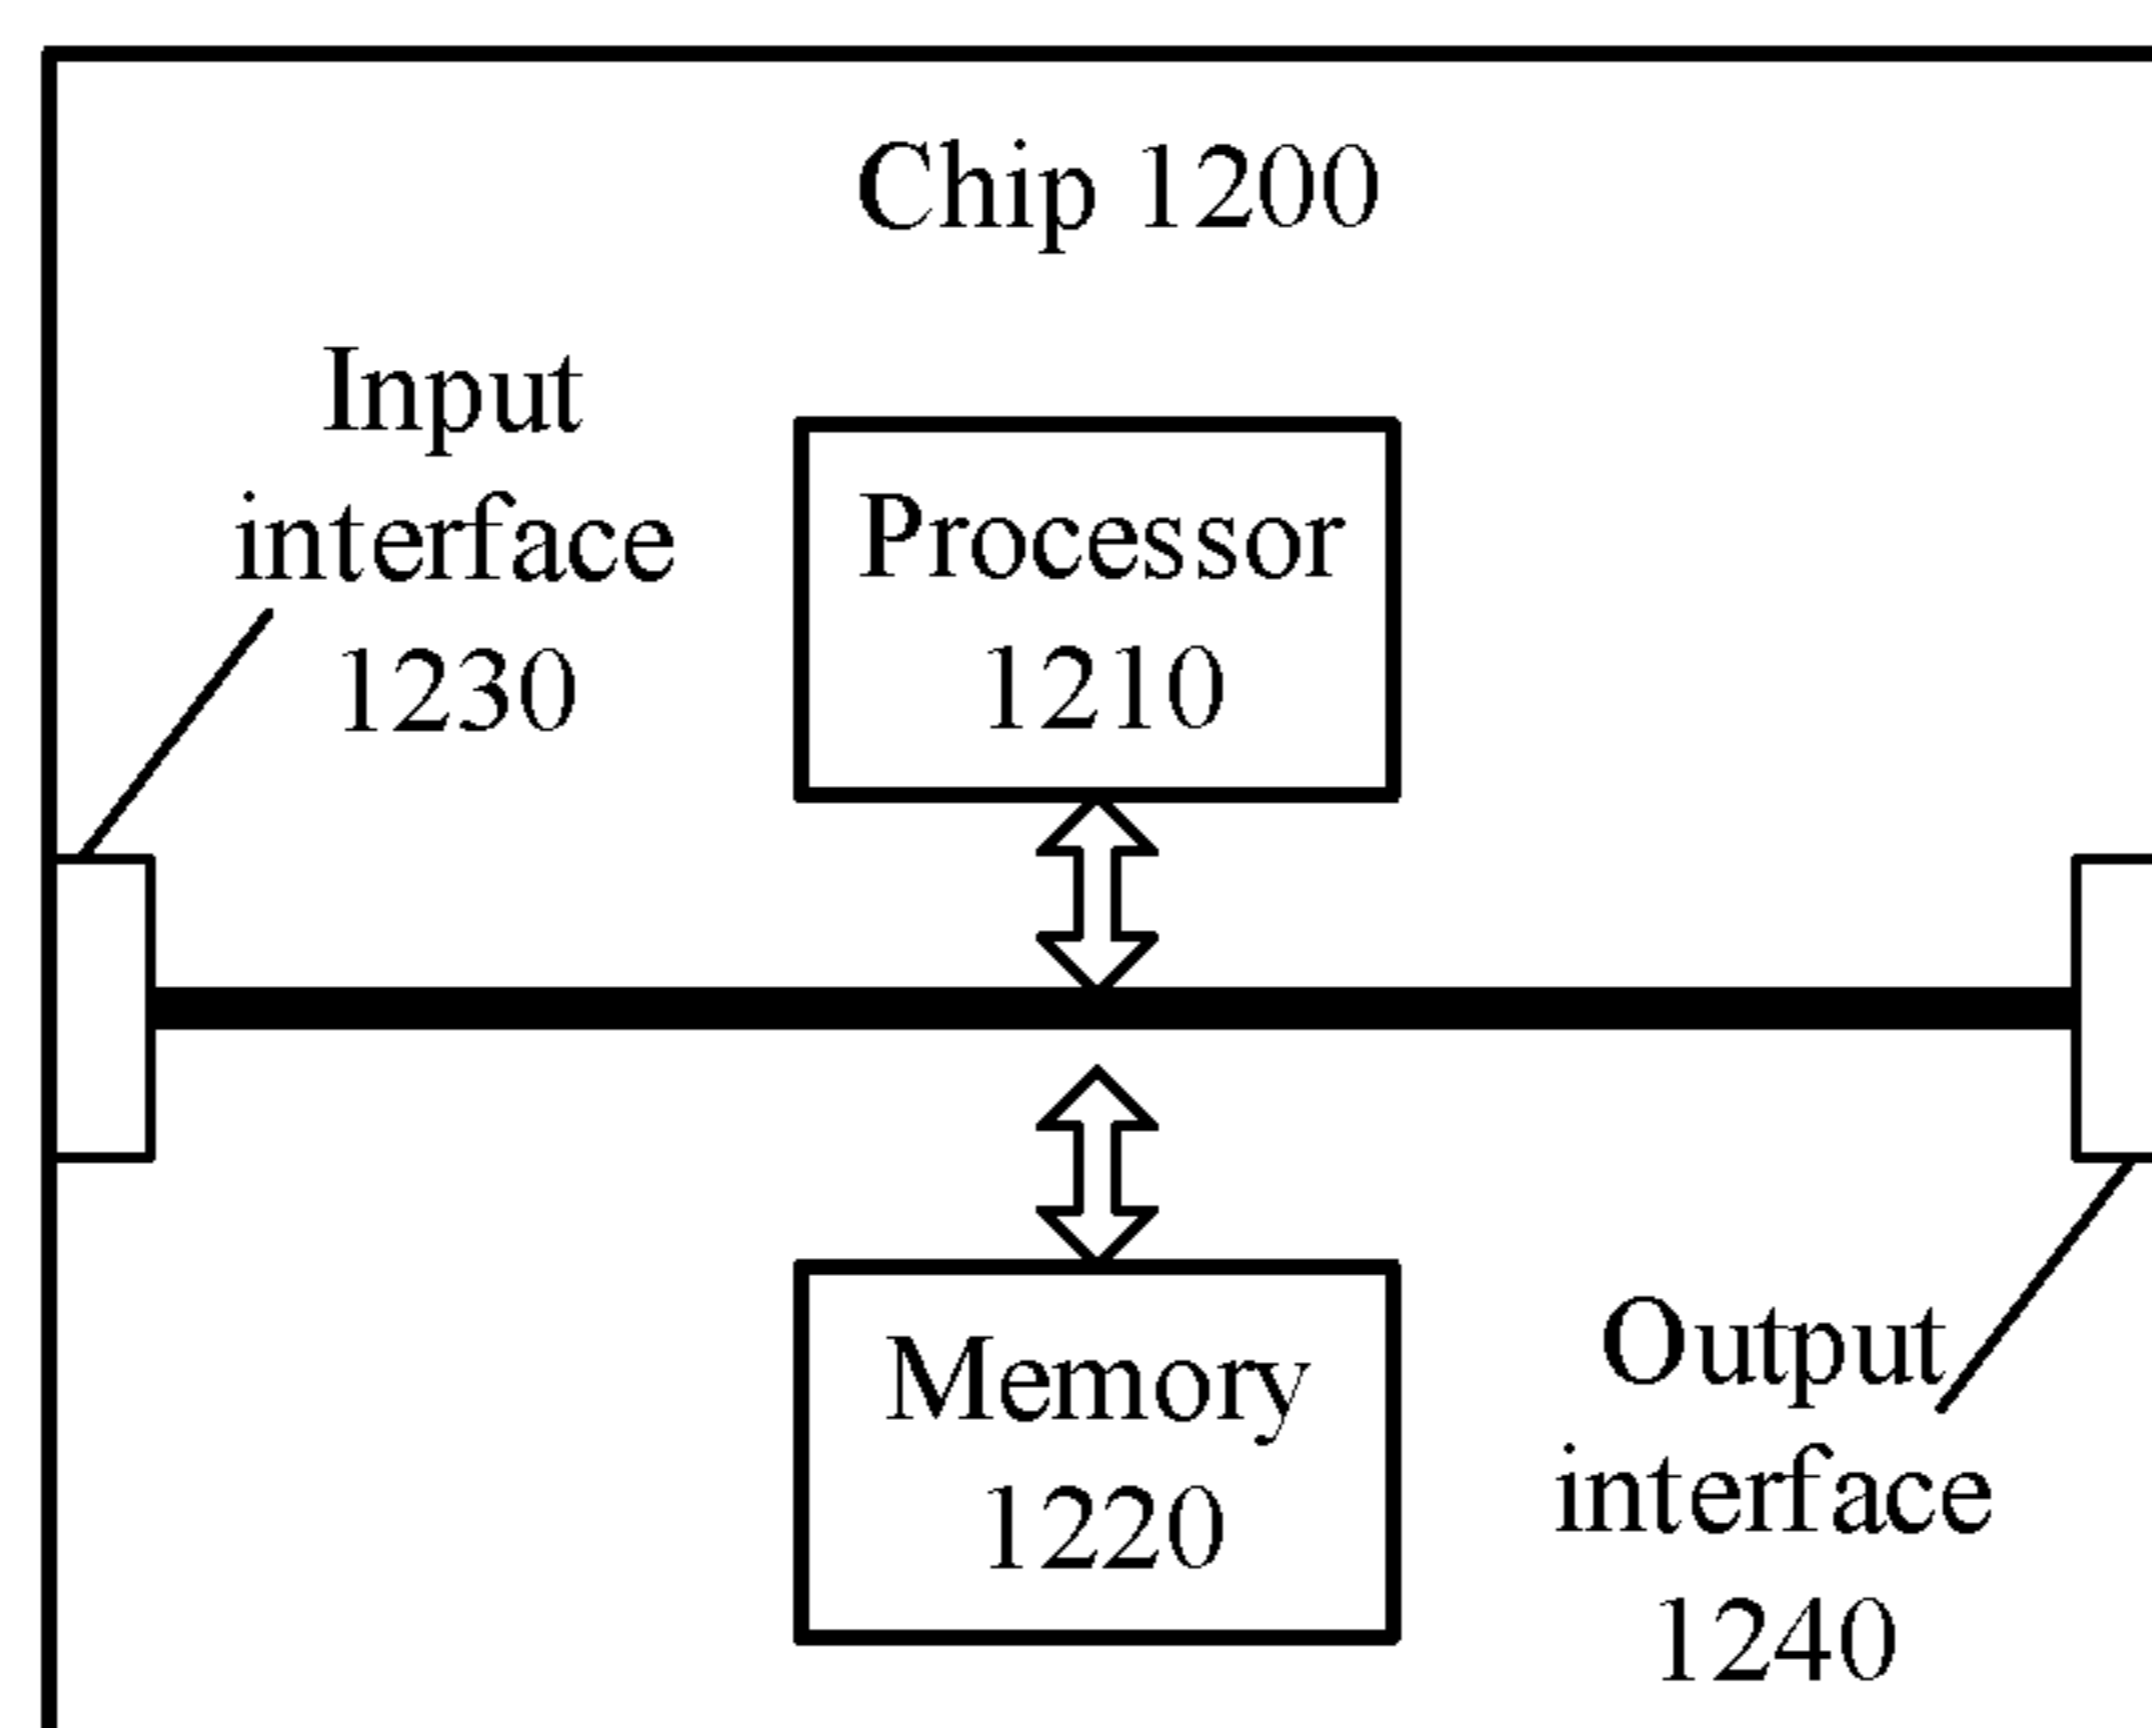 Chip 1200
Input
interface
1230
Processor
1210
Memory
1220
Output
interface
1240